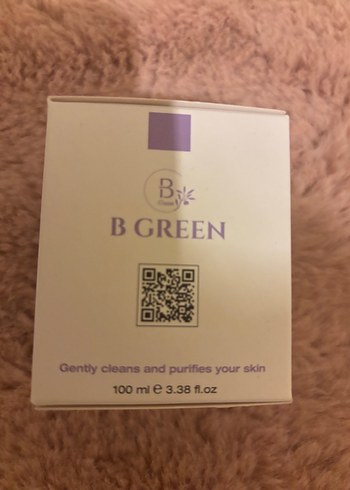 B
B GREEN
Gently cleans and purifies your skin
100 ml ℮ 3.38 fl.oz